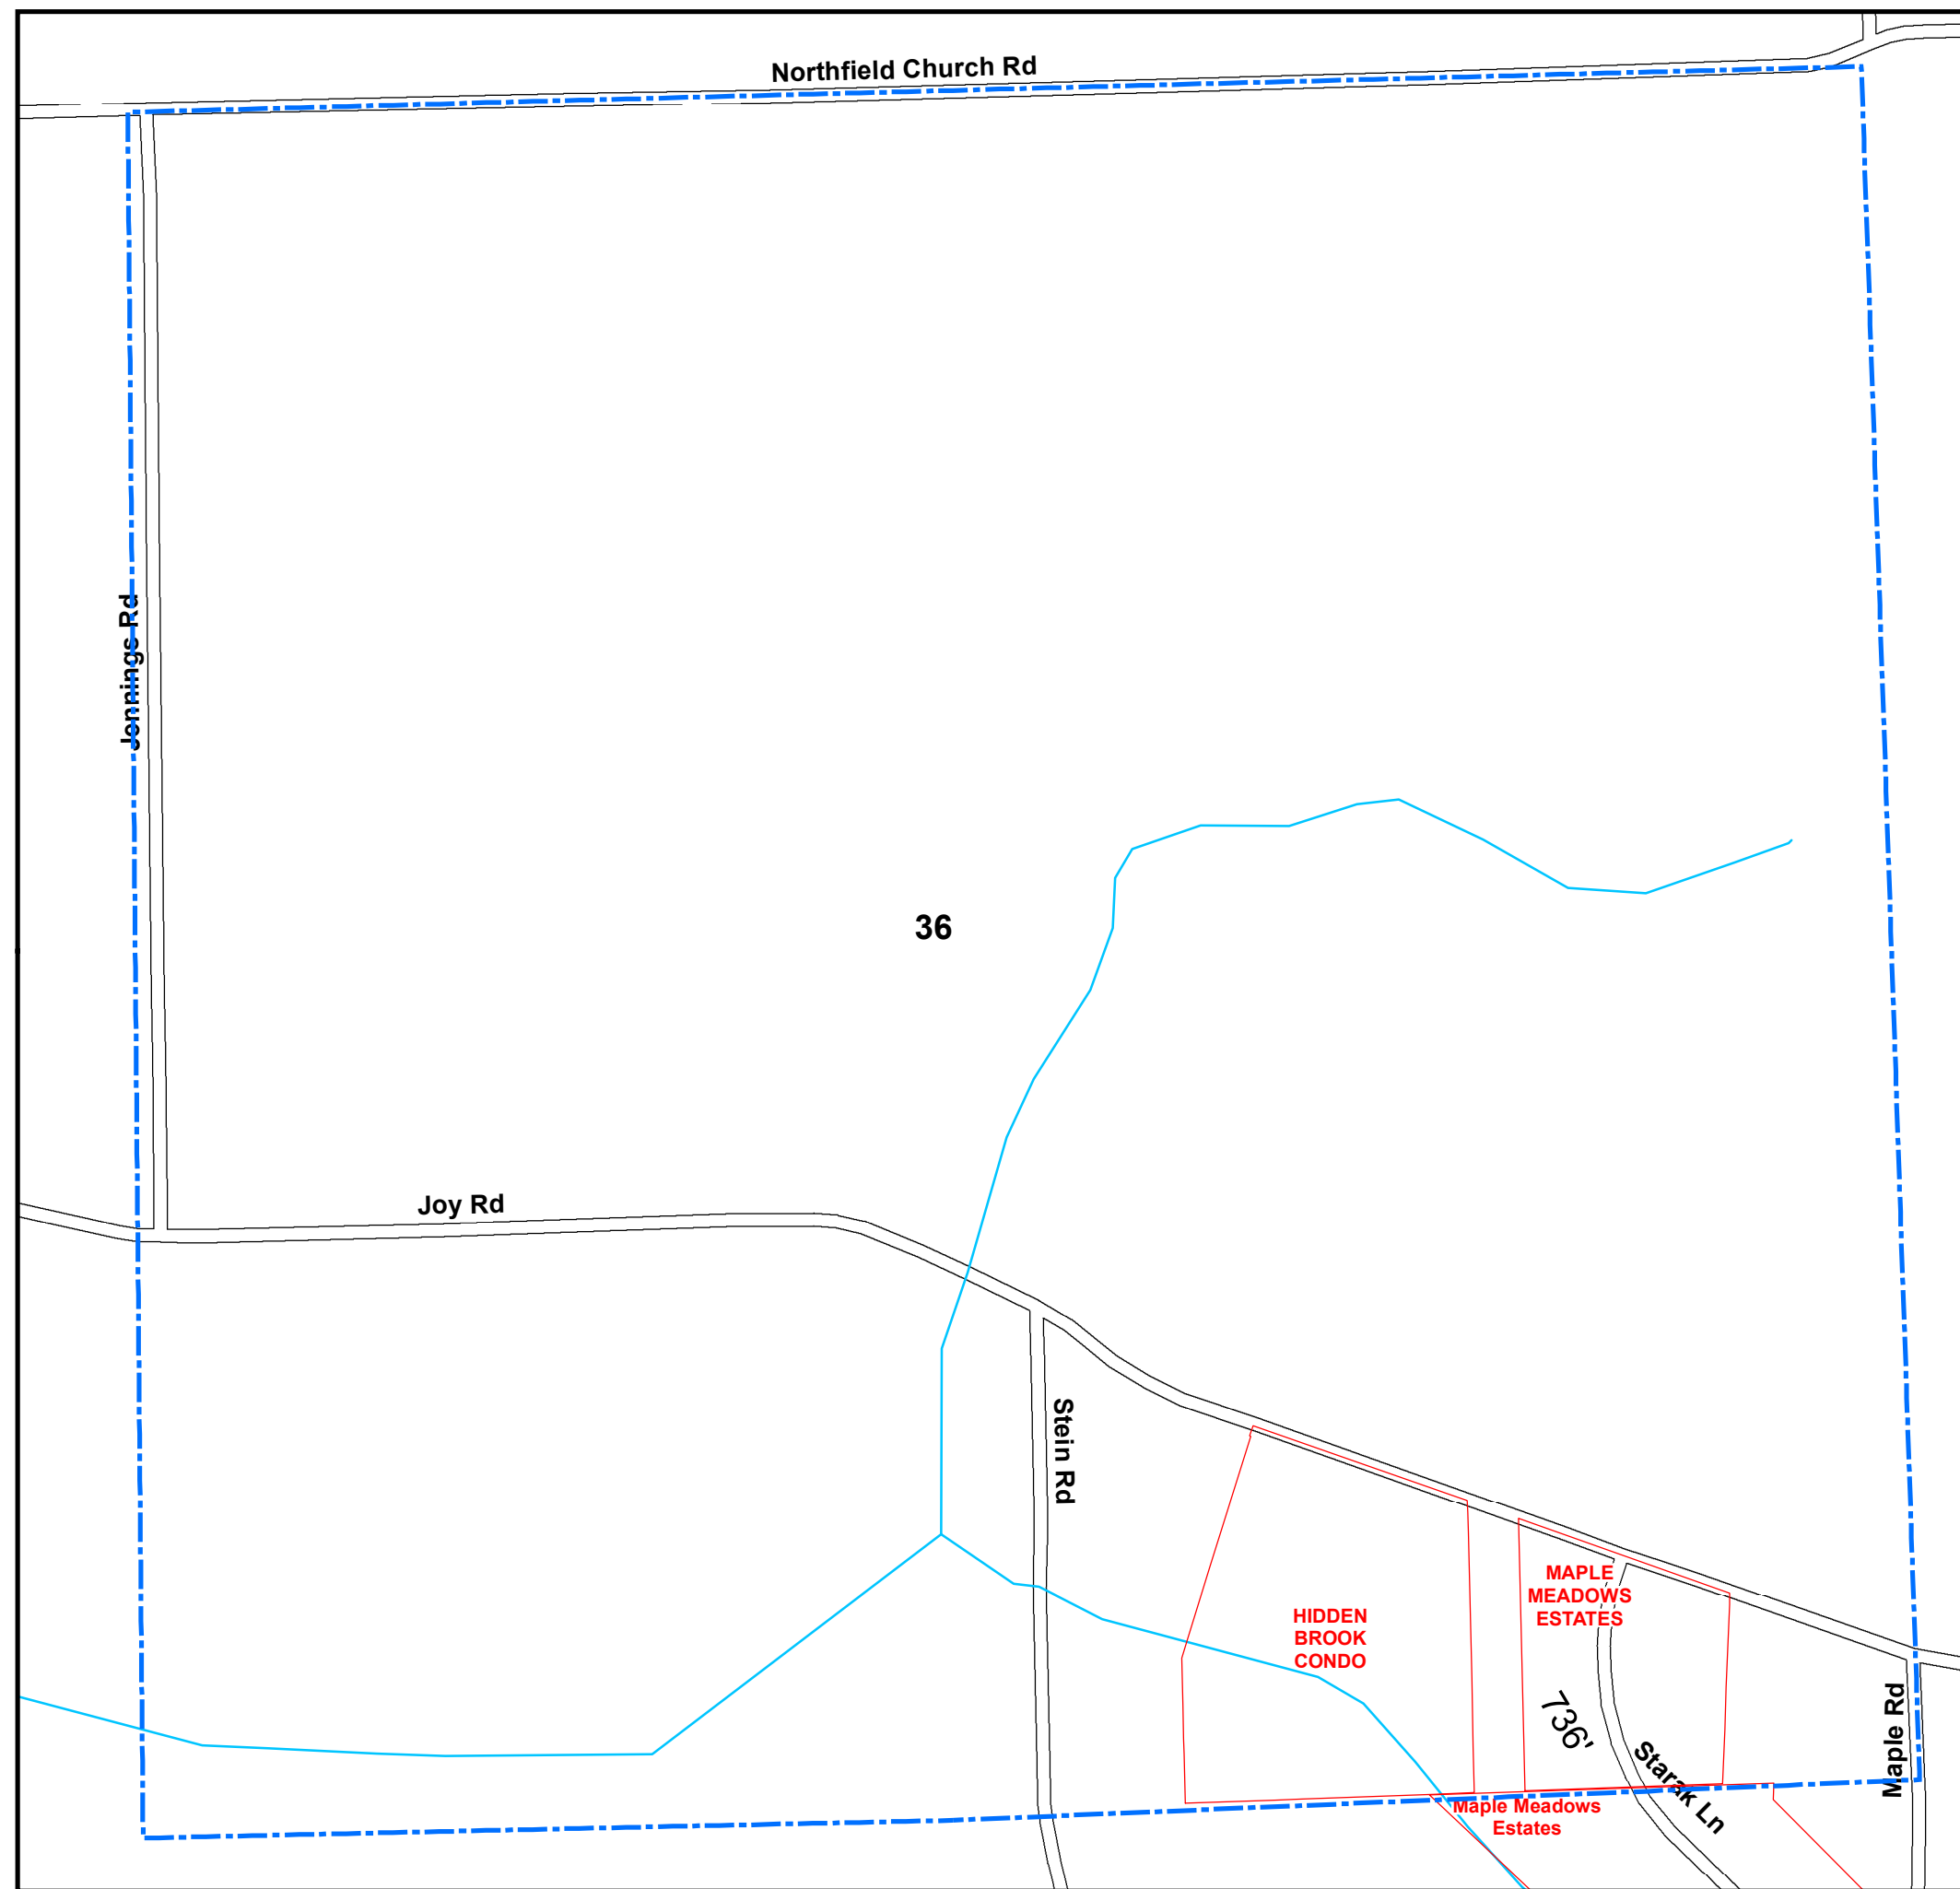 Northfield Church Rd
Jennings Rd
36
Joy Rd
Stein Rd
MAPLE
MEADOWS
ESTATES
HIDDEN
BROOK
CONDO
736'
Maple Rd
Starak Ln
Maple Meadows
Estates